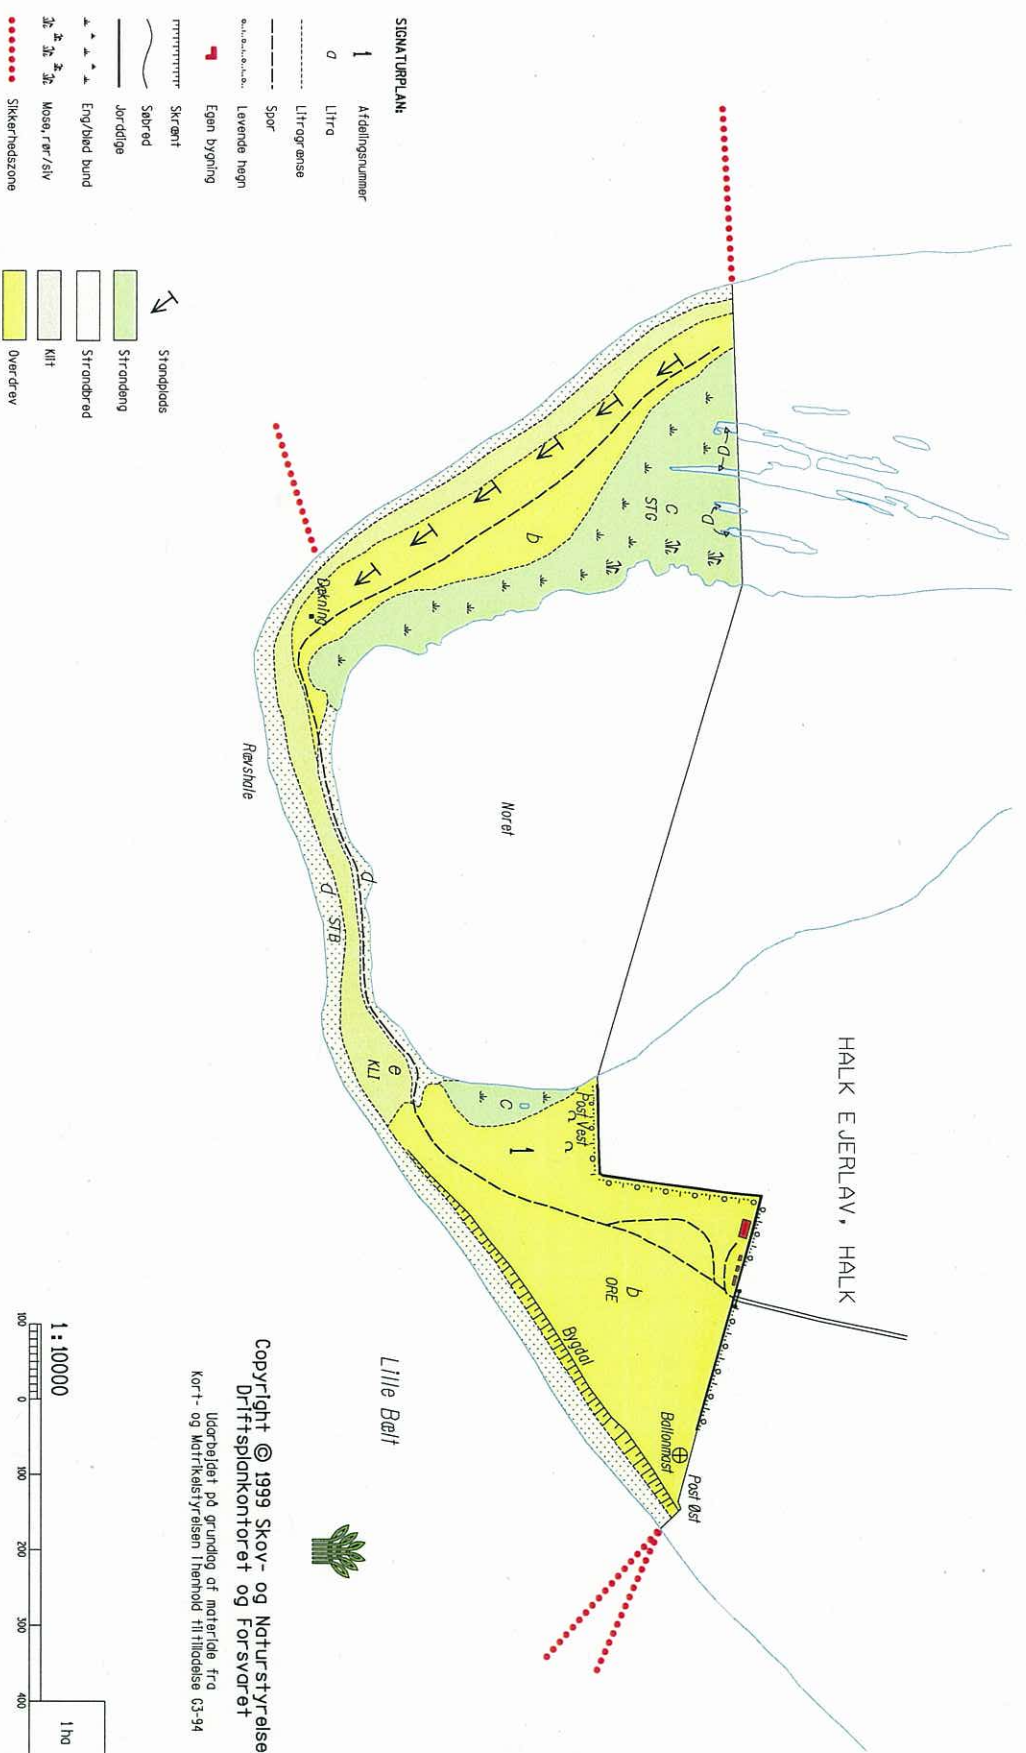 SIGNATURPLAN:
1 Afdelingsnummer
a Litra
Litragrænse
Spor
Levende hegn
Egen bygning
Skrænt
Søbred
Jorddige
Eng/blød bund
Mose, rør/siv
Sikkerhedszone
Standplads
Strandeng
Strandbred
Klit
Overdrev
HALK EJERLAV, HALK
a
a
c
STG
b
Dækning
Noret
Revshale
d
d
STB
e
KLI
c
Post Vest
1
b
ORE
Bygdal
Ballonmast
Post Øst
Lille Bælt
Copyright © 1999 Skov- og Naturstyrelse
Driftsplankontoret og Forsvaret
Udarbejdet på grundlag af materiale fra
Kort- og Matrikelstyrelsen i henhold til tilladelse G3-94
1:10000
100 0 100 200 300 400
1 ha